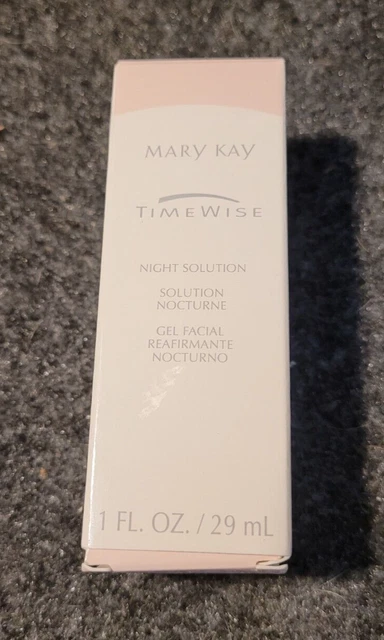 MARY KAY
TIMEWISE
NIGHT SOLUTION
SOLUTION
NOCTURNE
GEL FACIAL
REAFIRMANTE
NOCTURNO
1 FL. OZ. / 29 mL